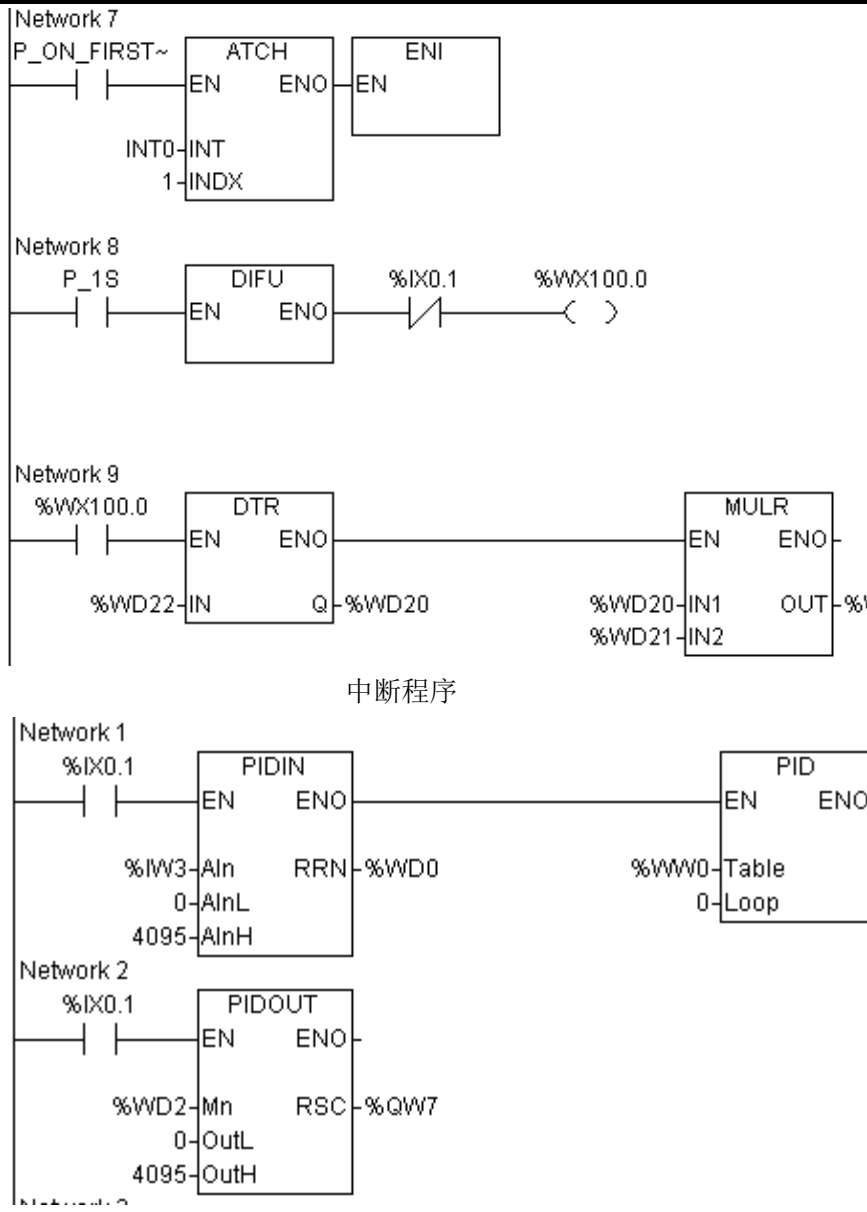 Network 7
P_ON_FIRST~ ATCH ENI
EN ENO EN
INT0 INT
1 INDX
Network 8
P_1S DIFU %IX0.1 %WX100.0
EN ENO
Network 9
%WX100.0 DTR MULR
EN ENO EN ENO
%WD22 IN Q %WD20 %WD20 IN1 OUT
%WD21 IN2
中断程序
Network 1
%IX0.1 PIDIN PID
EN ENO EN ENO
%IW3 AIn RRN %WD0 %WW0 Table
0 AInL 0 Loop
4095 AInH
Network 2
%IX0.1 PIDOUT
EN ENO
%WD2 Mn RSC %QW7
0 OutL
4095 OutH